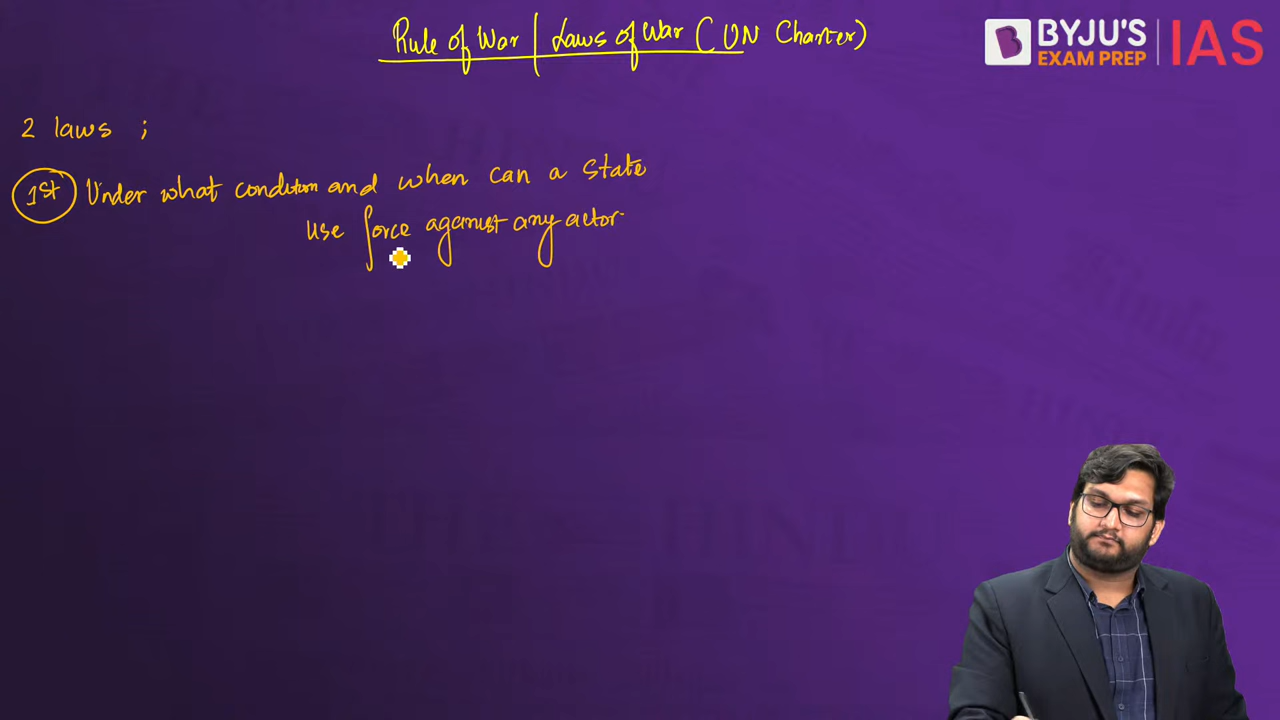 Rule of War | Laws of War (UN Charter)
BYJU'S
EXAM PREP
IAS
2 laws ;
1st Under what condition and when can a state
use force against any actor